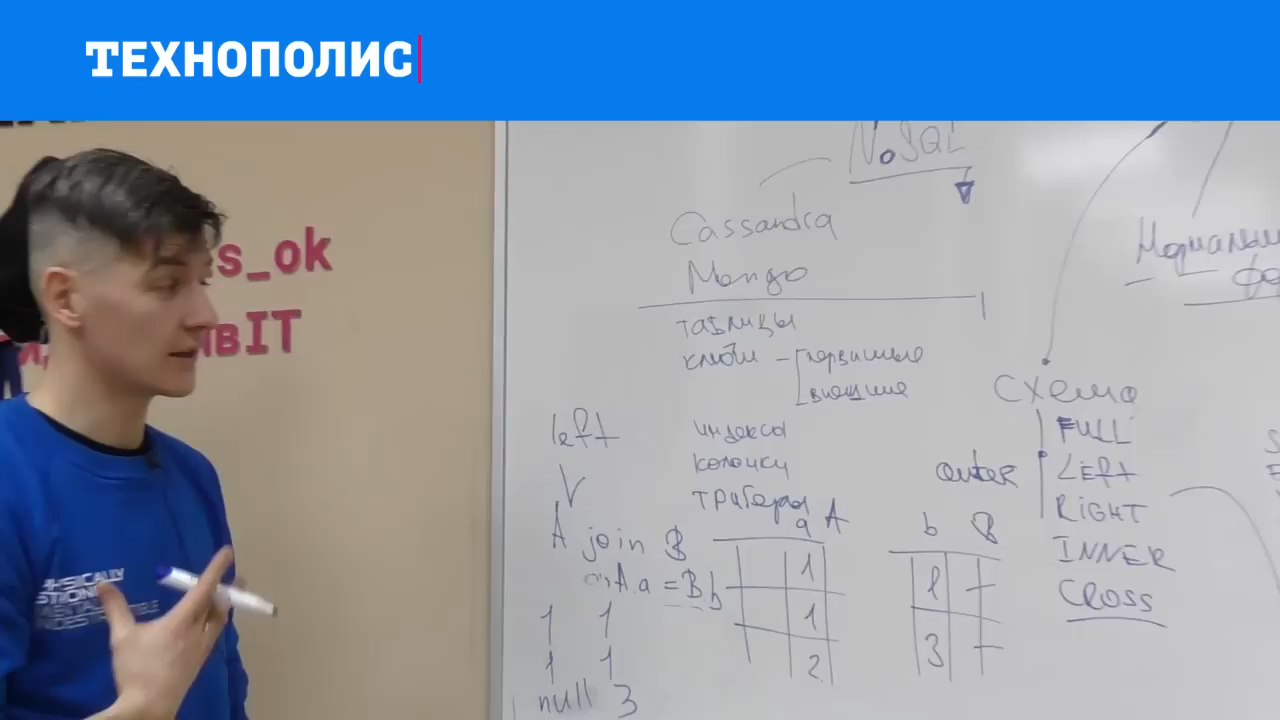 ТЕХНОПОЛИС
s_ok
вIT
NoSQL
Cassandra
Mongo
таблицы
ключи - первичные
внешние
индексы
колонки
триггеры
Схема
FULL
outer LEFT
RIGHT
INNER
CROSS
left
A join B
on A.a = B.b
1 1
1 1
null 3
a A
1
1
2
b B
1
3